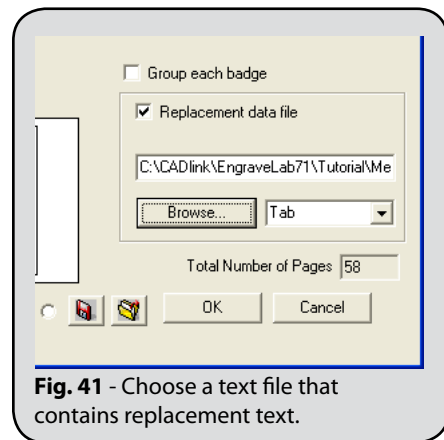 Group each badge
Replacement data file
C:\CADlink\EngraveLab71\Tutorial\Me
Browse... Tab
Total Number of Pages 58
OK Cancel
Fig. 41 - Choose a text file that
contains replacement text.